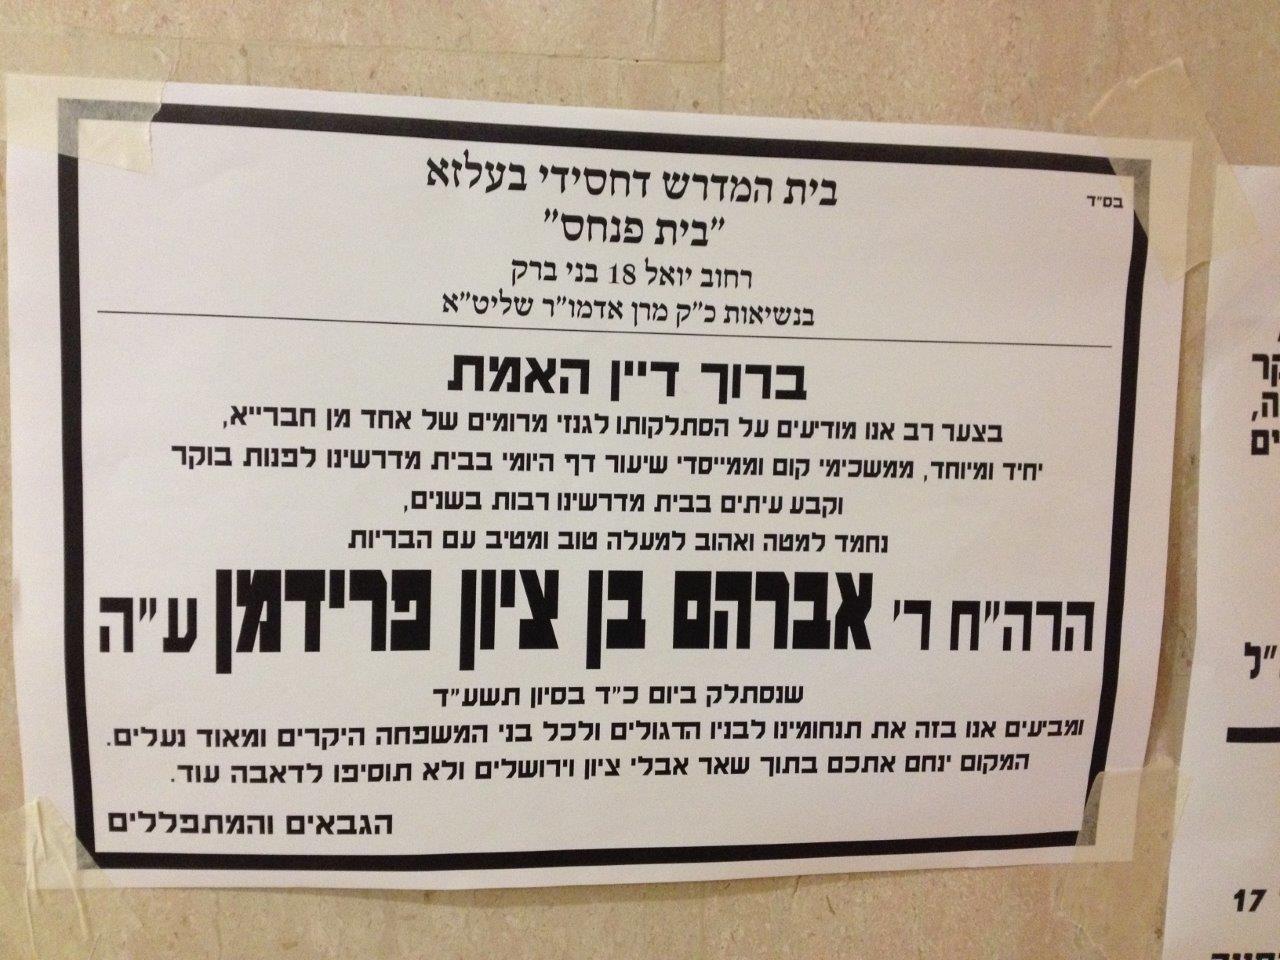 בס"ד
בית המדרש דחסידי בעלזא
"בית פנחס"
רחוב יואל 18 בני ברק
בנשיאות כ"ק מרן אדמו"ר שליט"א
ברוך דיין האמת
בצער רב אנו מודיעים על הסתלקותו לגנזי מרומים של אחד מן חברייא,
יחיד ומיוחד, ממשכימי קום וממייסדי שיעור דף היומי בבית מדרשינו לפנות בוקר
וקבע עיתים בבית מדרשינו רבות בשנים,
נחמד למטה ואהוב למעלה טוב ומטיב עם הבריות
הרה"ח ר' אברהם בן ציון פרידמן ע"ה
שנסתלק ביום כ"ד בסיון תשע"ד
ומביעים אנו בזה את תנחומינו לבניו הדגולים ולכל בני המשפחה היקרים ומאוד נעלים.
המקום ינחם אתכם בתוך שאר אבלי ציון וירושלים ולא תוסיפו לדאבה עוד.
הגבאים והמתפללים
17